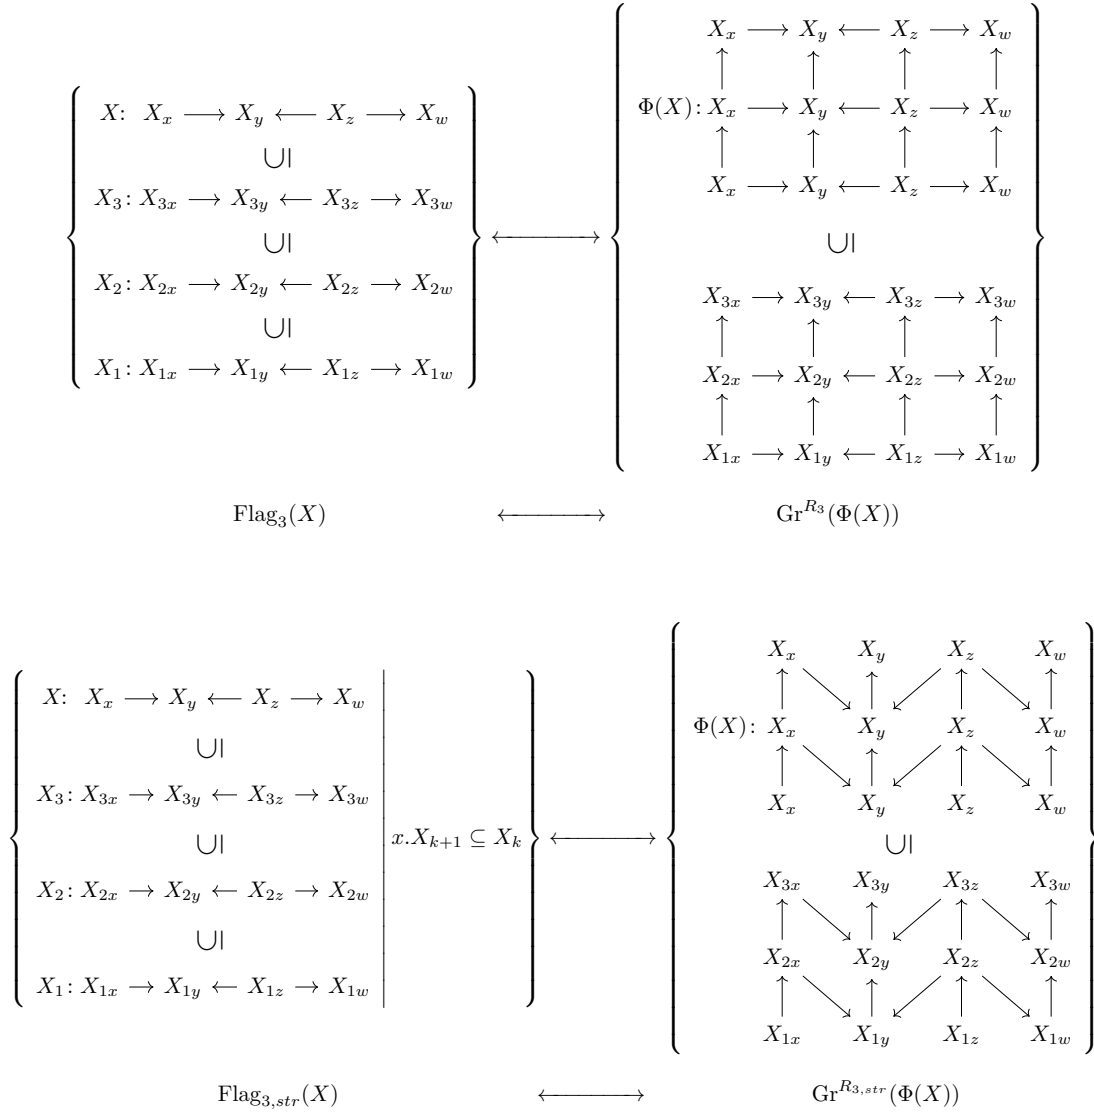 X: X_x ⟶ X_y ⟵ X_z ⟶ X_w
∪|
X_3: X_{3x} ⟶ X_{3y} ⟵ X_{3z} ⟶ X_{3w}
∪|
X_2: X_{2x} ⟶ X_{2y} ⟵ X_{2z} ⟶ X_{2w}
∪|
X_1: X_{1x} ⟶ X_{1y} ⟵ X_{1z} ⟶ X_{1w}
⟷
X_x ⟶ X_y ⟵ X_z ⟶ X_w
Φ(X): X_x ⟶ X_y ⟵ X_z ⟶ X_w
X_x ⟶ X_y ⟵ X_z ⟶ X_w
∪|
X_{3x} ⟶ X_{3y} ⟵ X_{3z} ⟶ X_{3w}
X_{2x} ⟶ X_{2y} ⟵ X_{2z} ⟶ X_{2w}
X_{1x} ⟶ X_{1y} ⟵ X_{1z} ⟶ X_{1w}
Flag_3(X) ⟷ Gr^{R_3}(Φ(X))
X: X_x ⟶ X_y ⟵ X_z ⟶ X_w
∪|
X_3: X_{3x} ⟶ X_{3y} ⟵ X_{3z} ⟶ X_{3w}
∪|
X_2: X_{2x} ⟶ X_{2y} ⟵ X_{2z} ⟶ X_{2w}
∪|
X_1: X_{1x} ⟶ X_{1y} ⟵ X_{1z} ⟶ X_{1w}
x.X_{k+1} ⊆ X_k
⟷
X_x X_y X_z X_w
Φ(X): X_x X_y X_z X_w
X_x X_y X_z X_w
∪|
X_{3x} X_{3y} X_{3z} X_{3w}
X_{2x} X_{2y} X_{2z} X_{2w}
X_{1x} X_{1y} X_{1z} X_{1w}
Flag_{3,str}(X) ⟷ Gr^{R_{3,str}}(Φ(X))